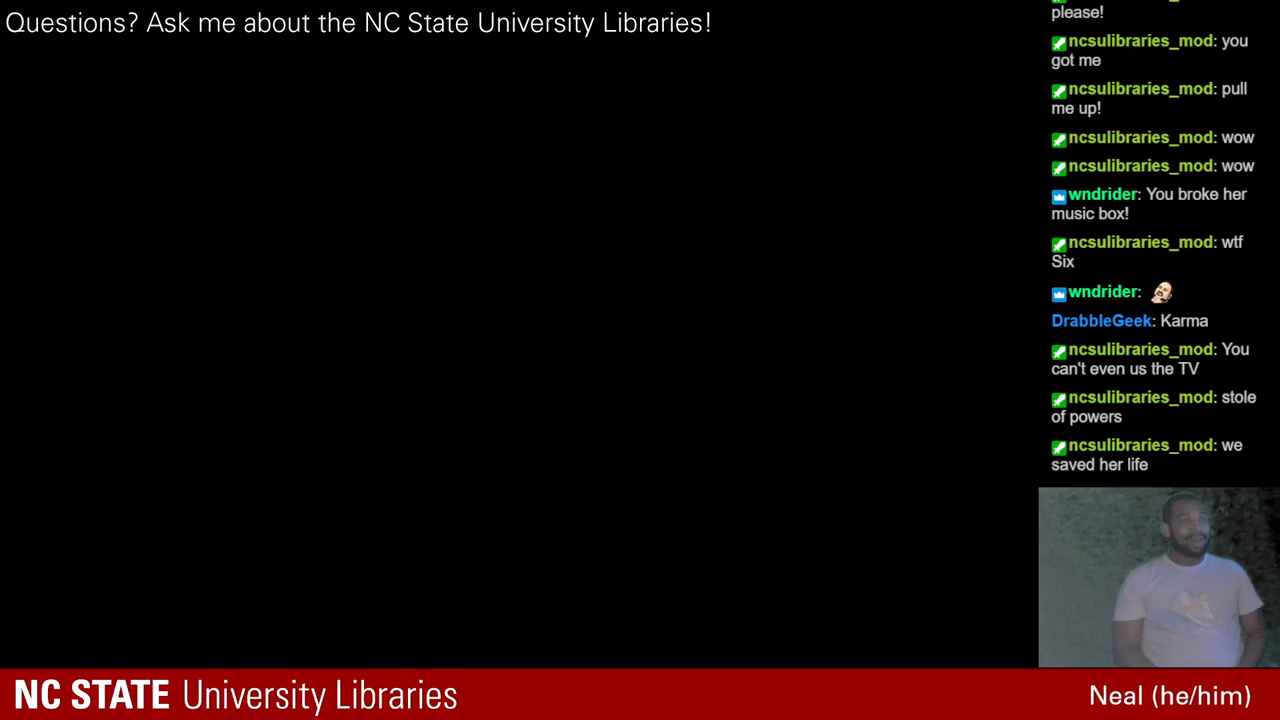 Questions? Ask me about the NC State University Libraries!
please!
ncsulibraries_mod: you
got me
ncsulibraries_mod: pull
me up!
ncsulibraries_mod: wow
ncsulibraries_mod: wow
wndrider: You broke her
music box!
ncsulibraries_mod: wtf
Six
wndrider:
DrabbleGeek: Karma
ncsulibraries_mod: You
can't even us the TV
ncsulibraries_mod: stole
of powers
ncsulibraries_mod: we
saved her life
NC STATE University Libraries
Neal (he/him)